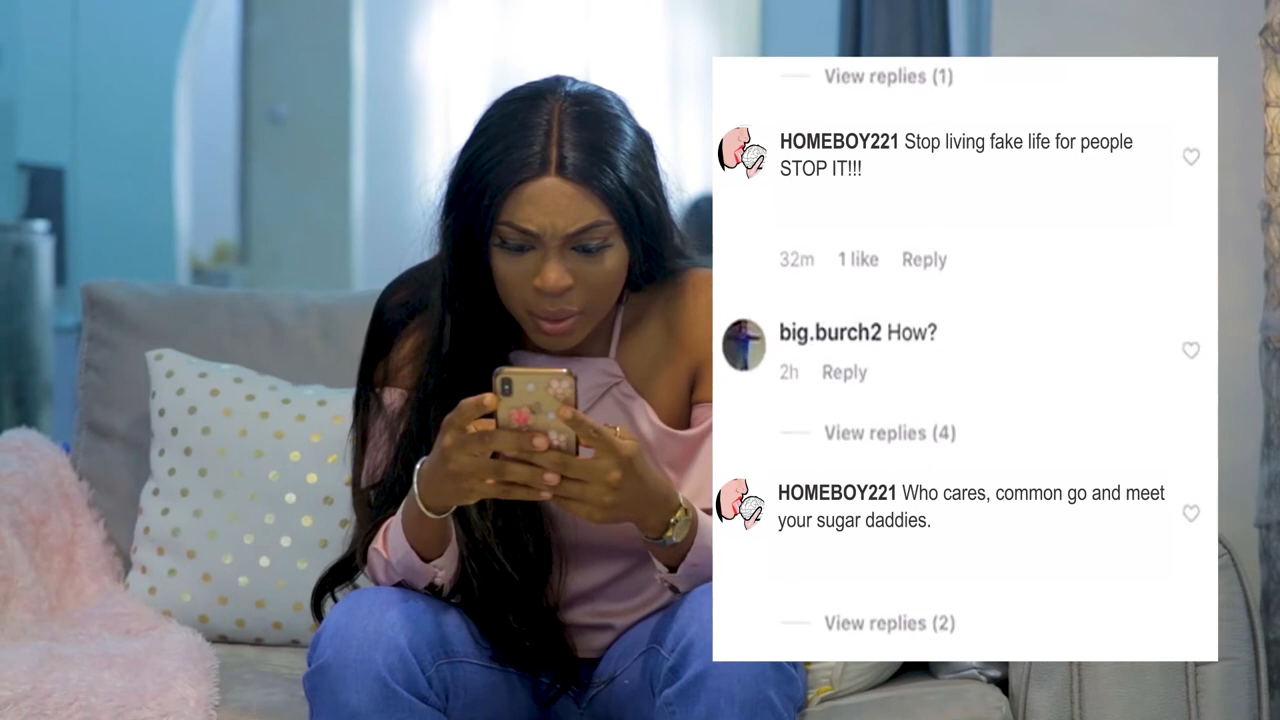 View replies (1)
HOMEBOY221 Stop living fake life for people
STOP IT!!!
32m 1 like Reply
big.burch2 How?
2h Reply
View replies (4)
HOMEBOY221 Who cares, common go and meet
your sugar daddies.
View replies (2)